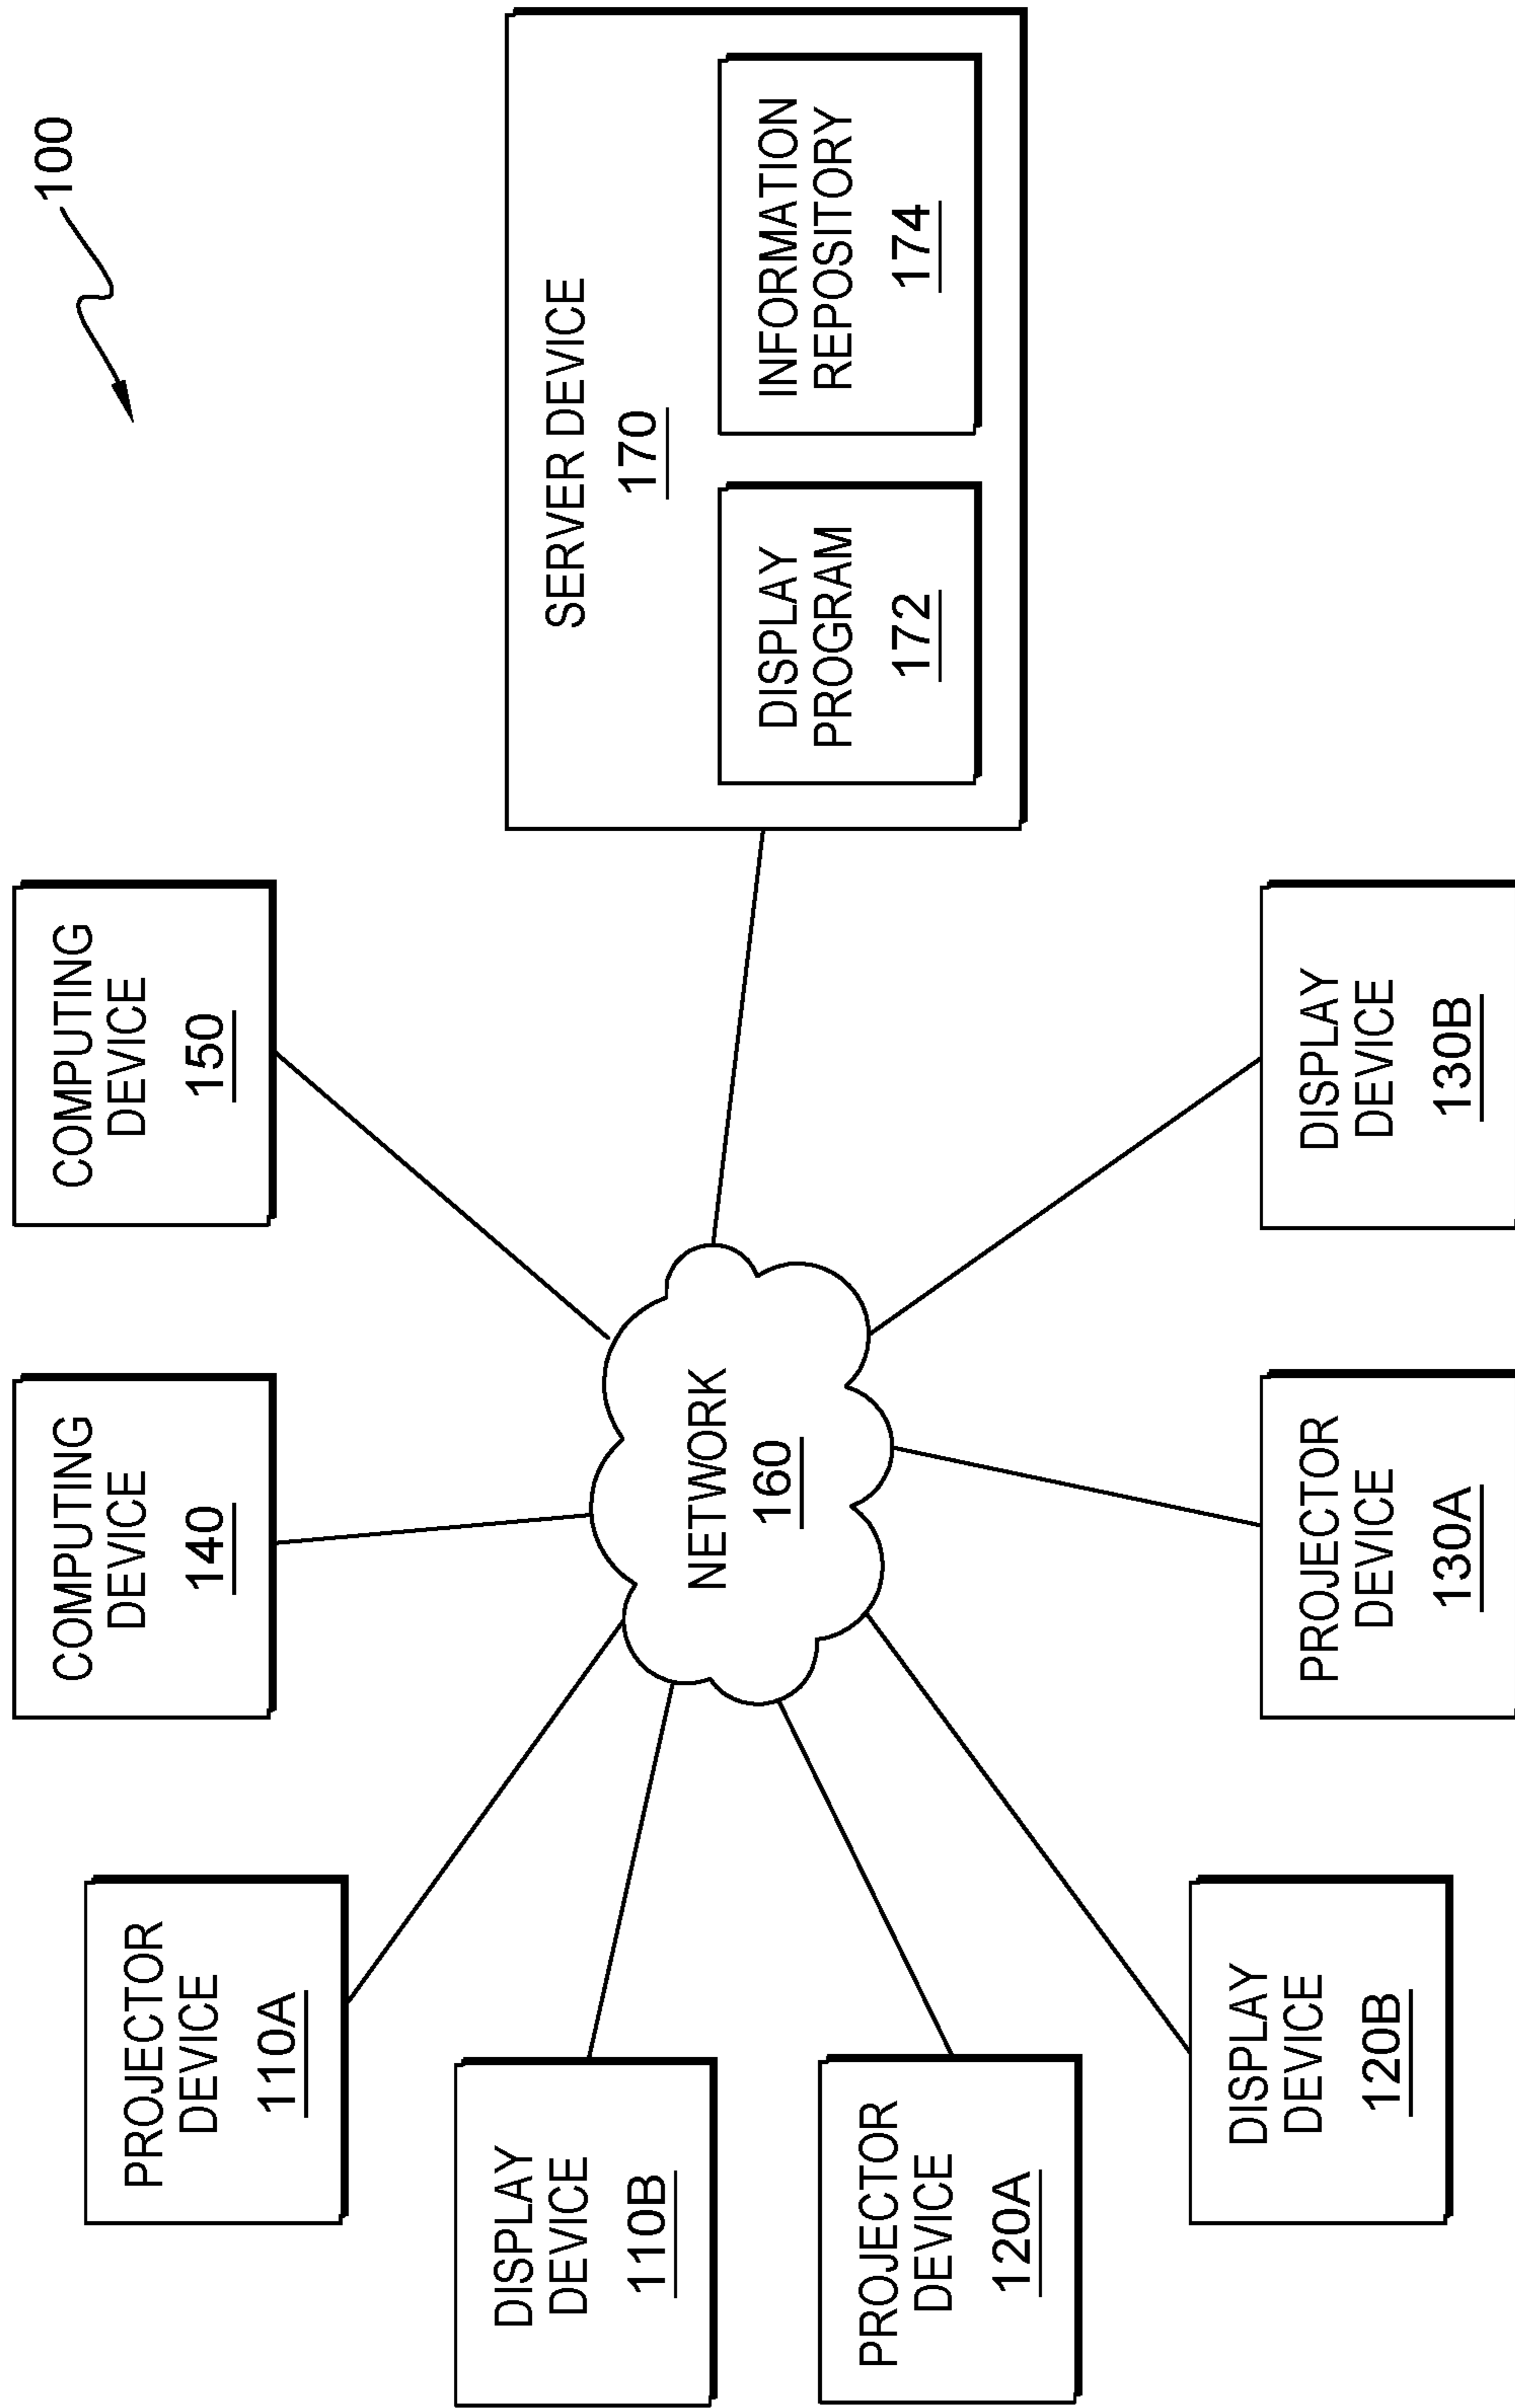 100
COMPUTING
DEVICE
140
COMPUTING
DEVICE
150
PROJECTOR
DEVICE
110A
DISPLAY
DEVICE
110B
PROJECTOR
DEVICE
120A
DISPLAY
DEVICE
120B
PROJECTOR
DEVICE
130A
DISPLAY
DEVICE
130B
NETWORK
160
SERVER DEVICE
170
DISPLAY
PROGRAM
172
INFORMATION
REPOSITORY
174